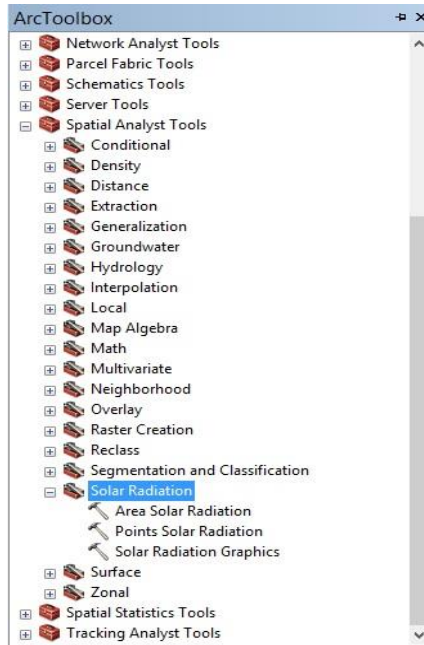 ArcToolbox
Network Analyst Tools
Parcel Fabric Tools
Schematics Tools
Server Tools
Spatial Analyst Tools
Conditional
Density
Distance
Extraction
Generalization
Groundwater
Hydrology
Interpolation
Local
Map Algebra
Math
Multivariate
Neighborhood
Overlay
Raster Creation
Reclass
Segmentation and Classification
Solar Radiation
Area Solar Radiation
Points Solar Radiation
Solar Radiation Graphics
Surface
Zonal
Spatial Statistics Tools
Tracking Analyst Tools